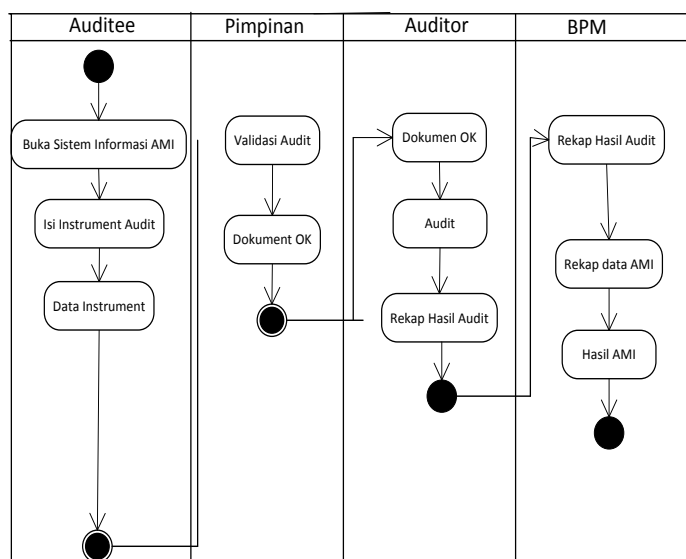 Auditee
Pimpinan
Auditor
BPM
Buka Sistem Informasi AMI
Isi Instrument Audit
Data Instrument
Validasi Audit
Dokument OK
Dokumen OK
Audit
Rekap Hasil Audit
Rekap Hasil Audit
Rekap data AMI
Hasil AMI